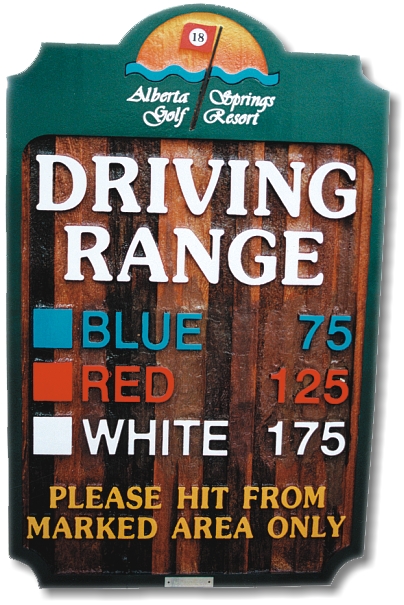 18
Alberta Springs
Golf Resort
DRIVING
RANGE
BLUE 75
RED 125
WHITE 175
PLEASE HIT FROM
MARKED AREA ONLY